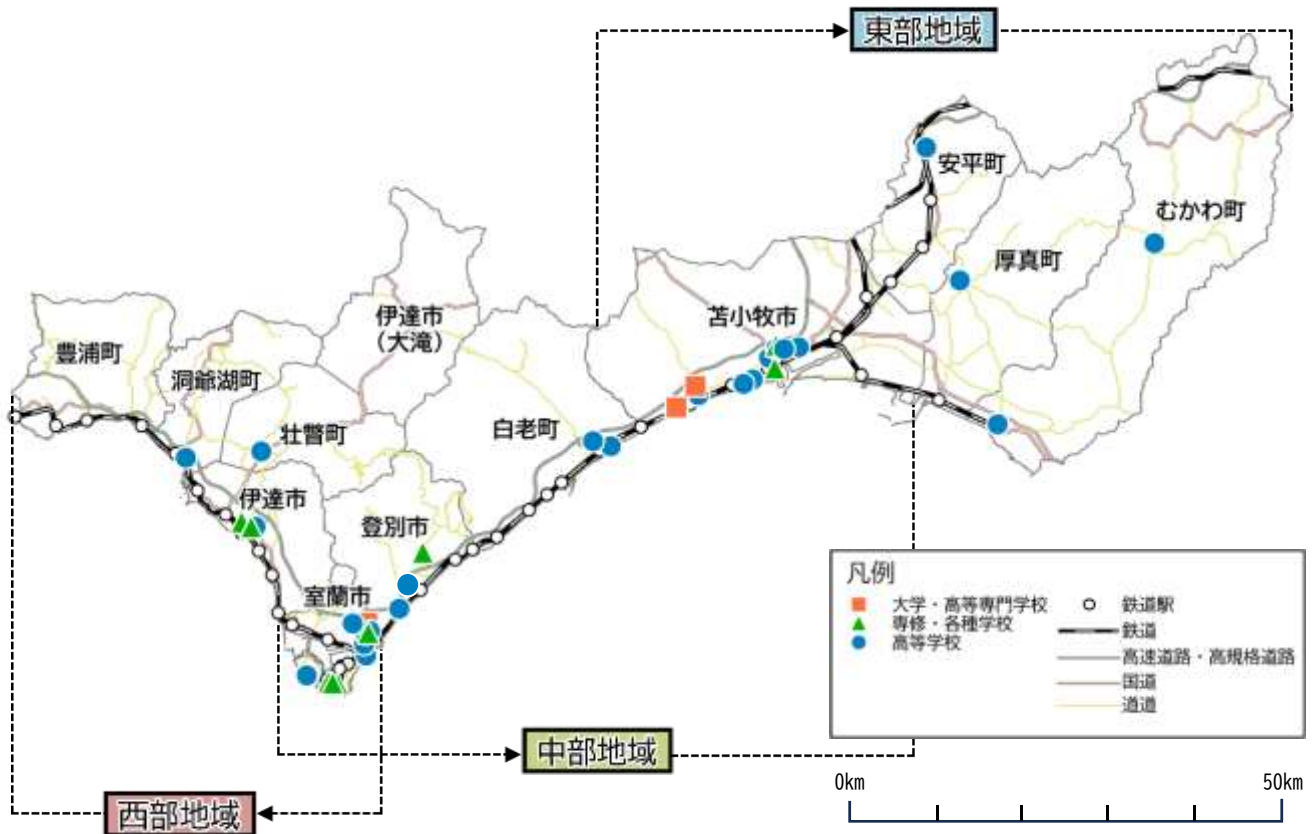 東部地域
安平町
むかわ町
厚真町
苫小牧市
伊達市
（大滝）
豊浦町
洞爺湖町
白老町
壮瞥町
伊達市
登別市
室蘭市
凡例
大学・高等専門学校
専修・各種学校
高等学校
鉄道駅
鉄道
高速道路・高規格道路
国道
道道
中部地域
西部地域
0km
50km